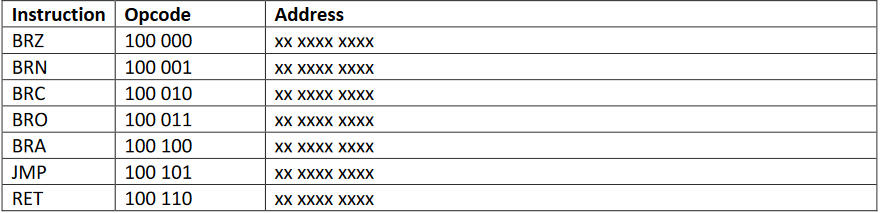 Instruction Opcode Address
BRZ 100 000 xx xxxx xxxx
BRN 100 001 xx xxxx xxxx
BRC 100 010 xx xxxx xxxx
BRO 100 011 xx xxxx xxxx
BRA 100 100 xx xxxx xxxx
JMP 100 101 xx xxxx xxxx
RET 100 110 xx xxxx xxxx